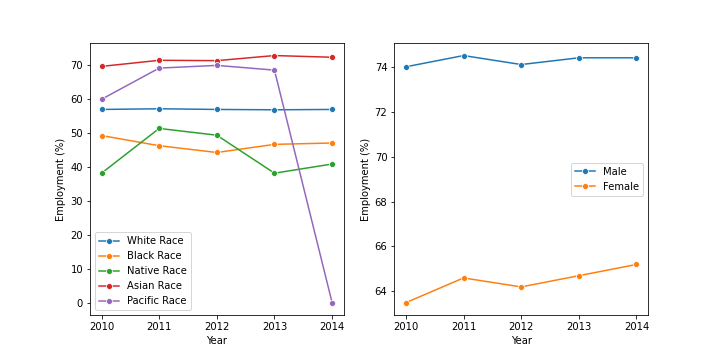 Employment (%)
70
60
50
40
30
20
10
0
White Race
Black Race
Native Race
Asian Race
Pacific Race
2010 2011 2012 2013 2014
Year
Employment (%)
74
72
70
68
66
64
Male
Female
2010 2011 2012 2013 2014
Year